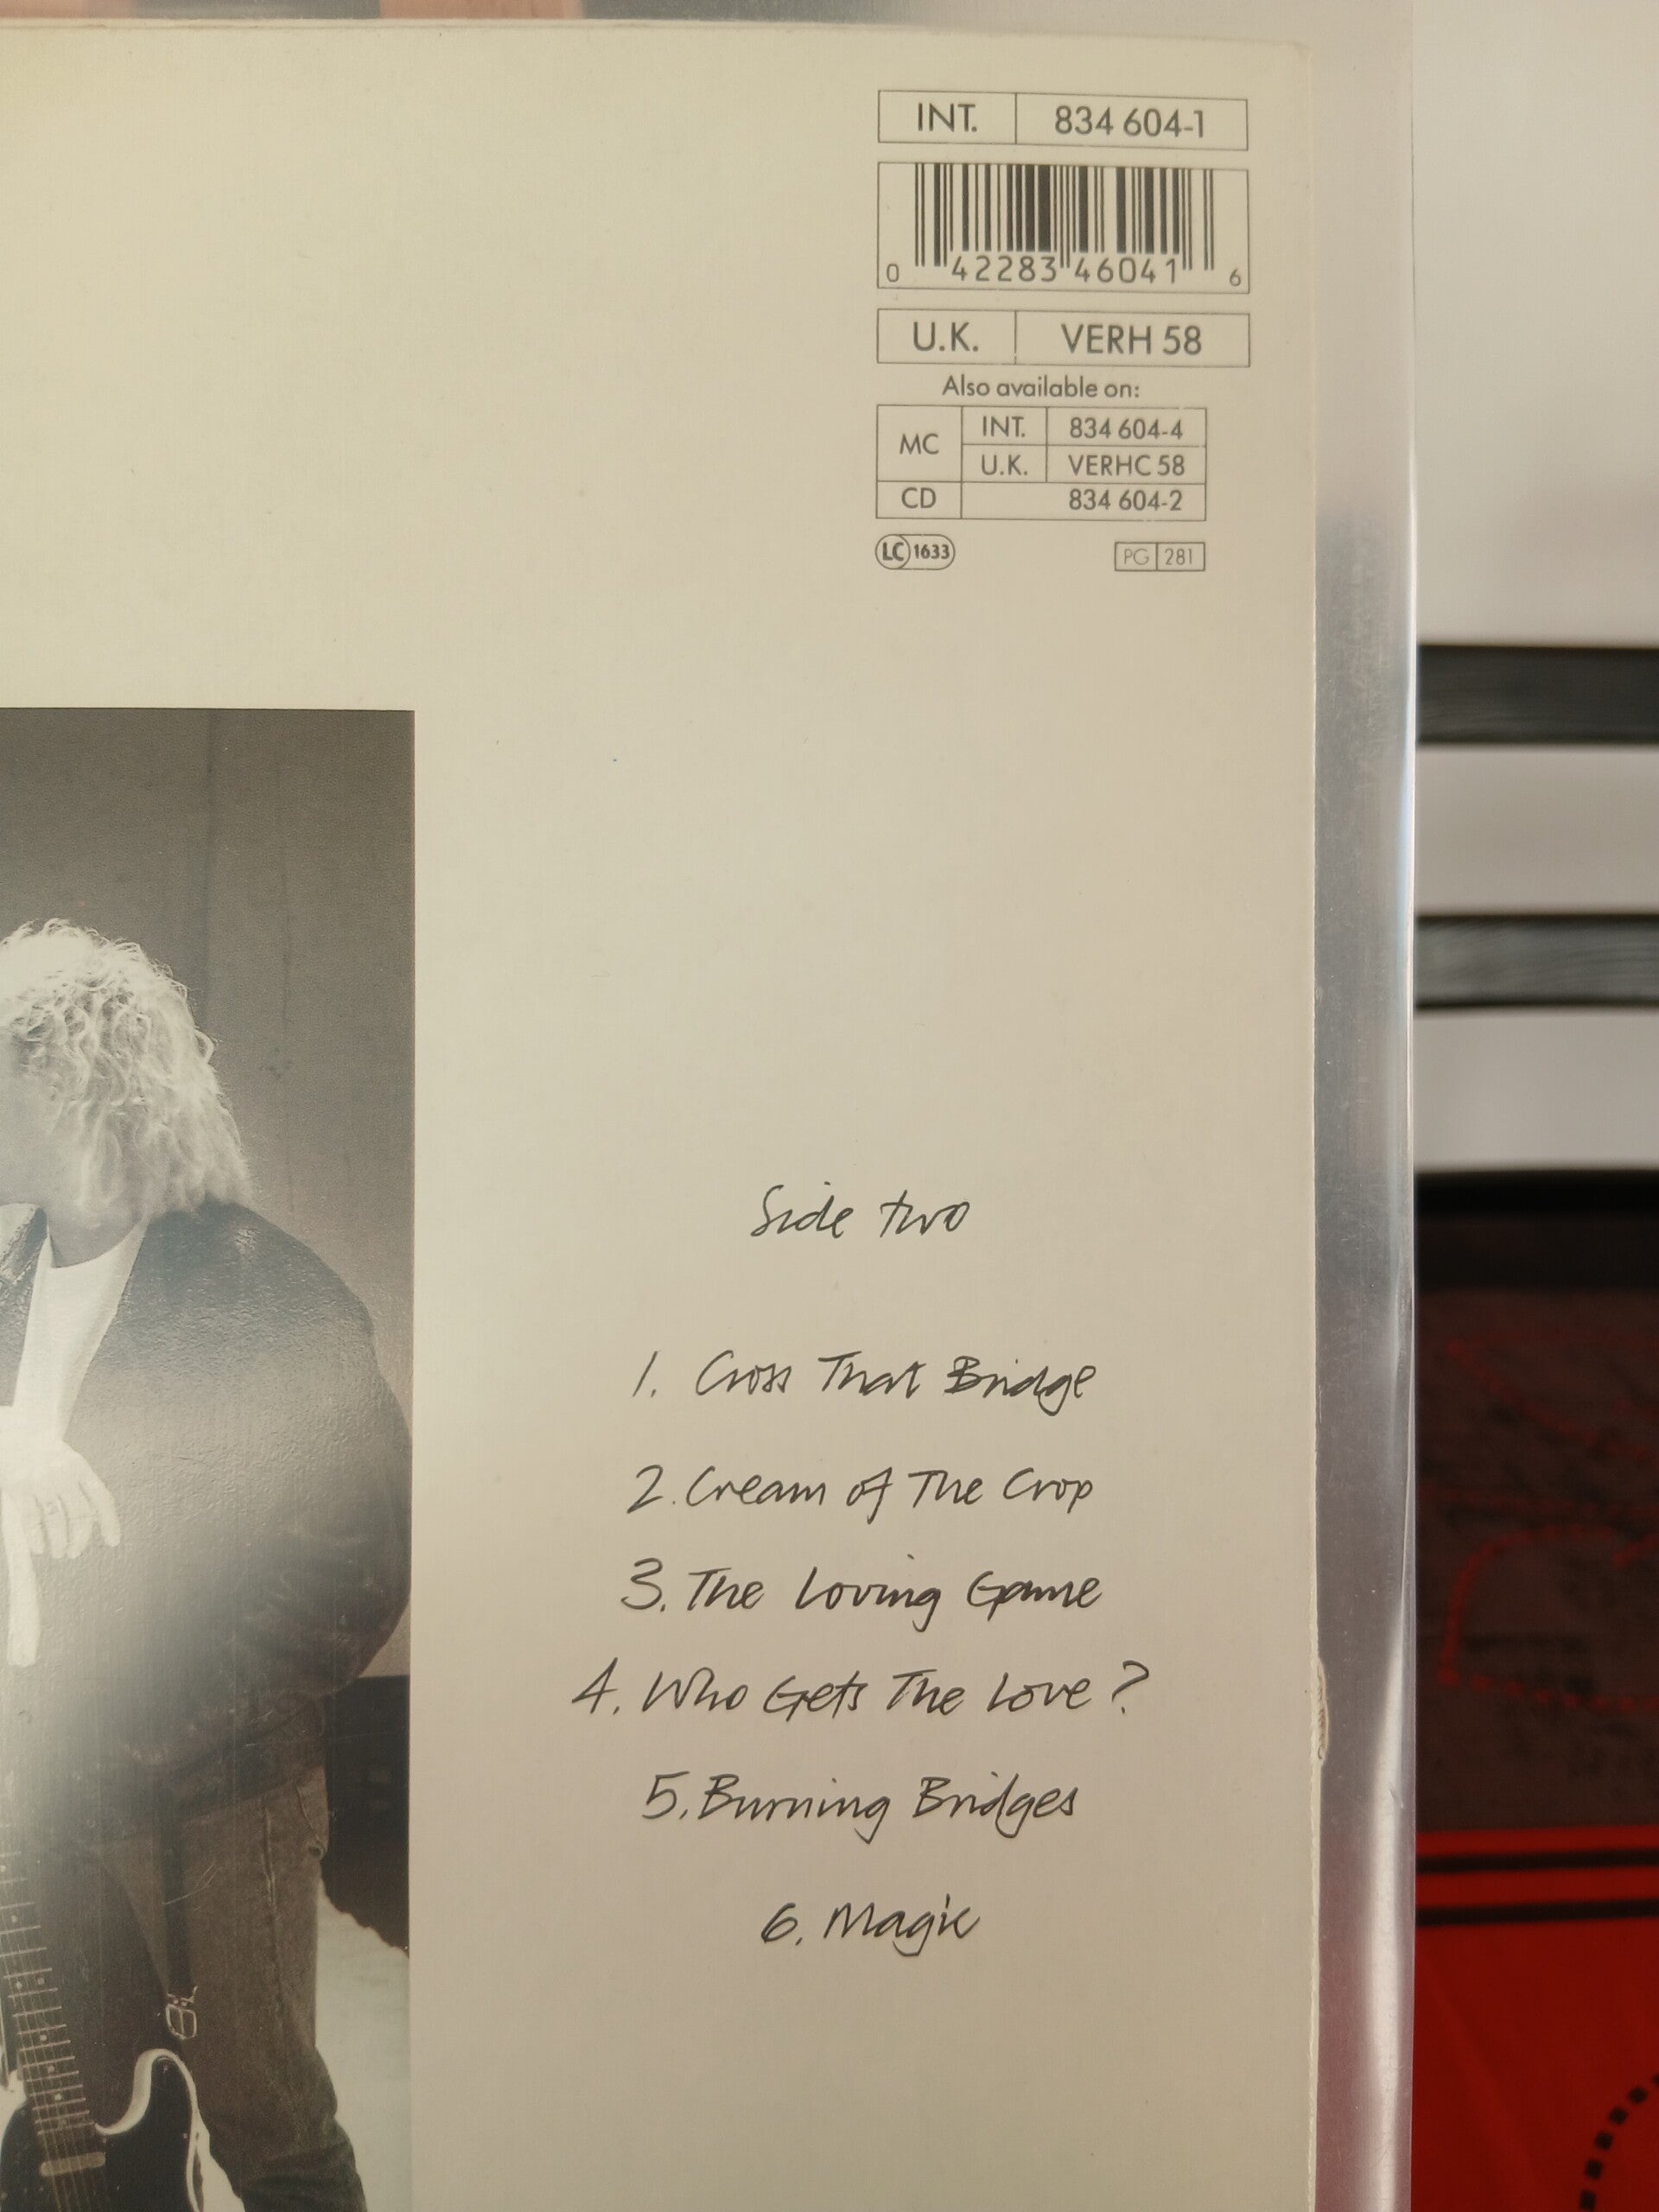 INT. 834 604-1
0 42283 46041 6
U.K. VERH 58
Also available on:
MC INT. 834 604-4
U.K. VERHC 58
CD 834 604-2
LC 1633 PG 281
Side two
1. Cross That Bridge
2. Cream of The Crop
3. The Loving Game
4. Who Gets The Love?
5. Burning Bridges
6. Magic